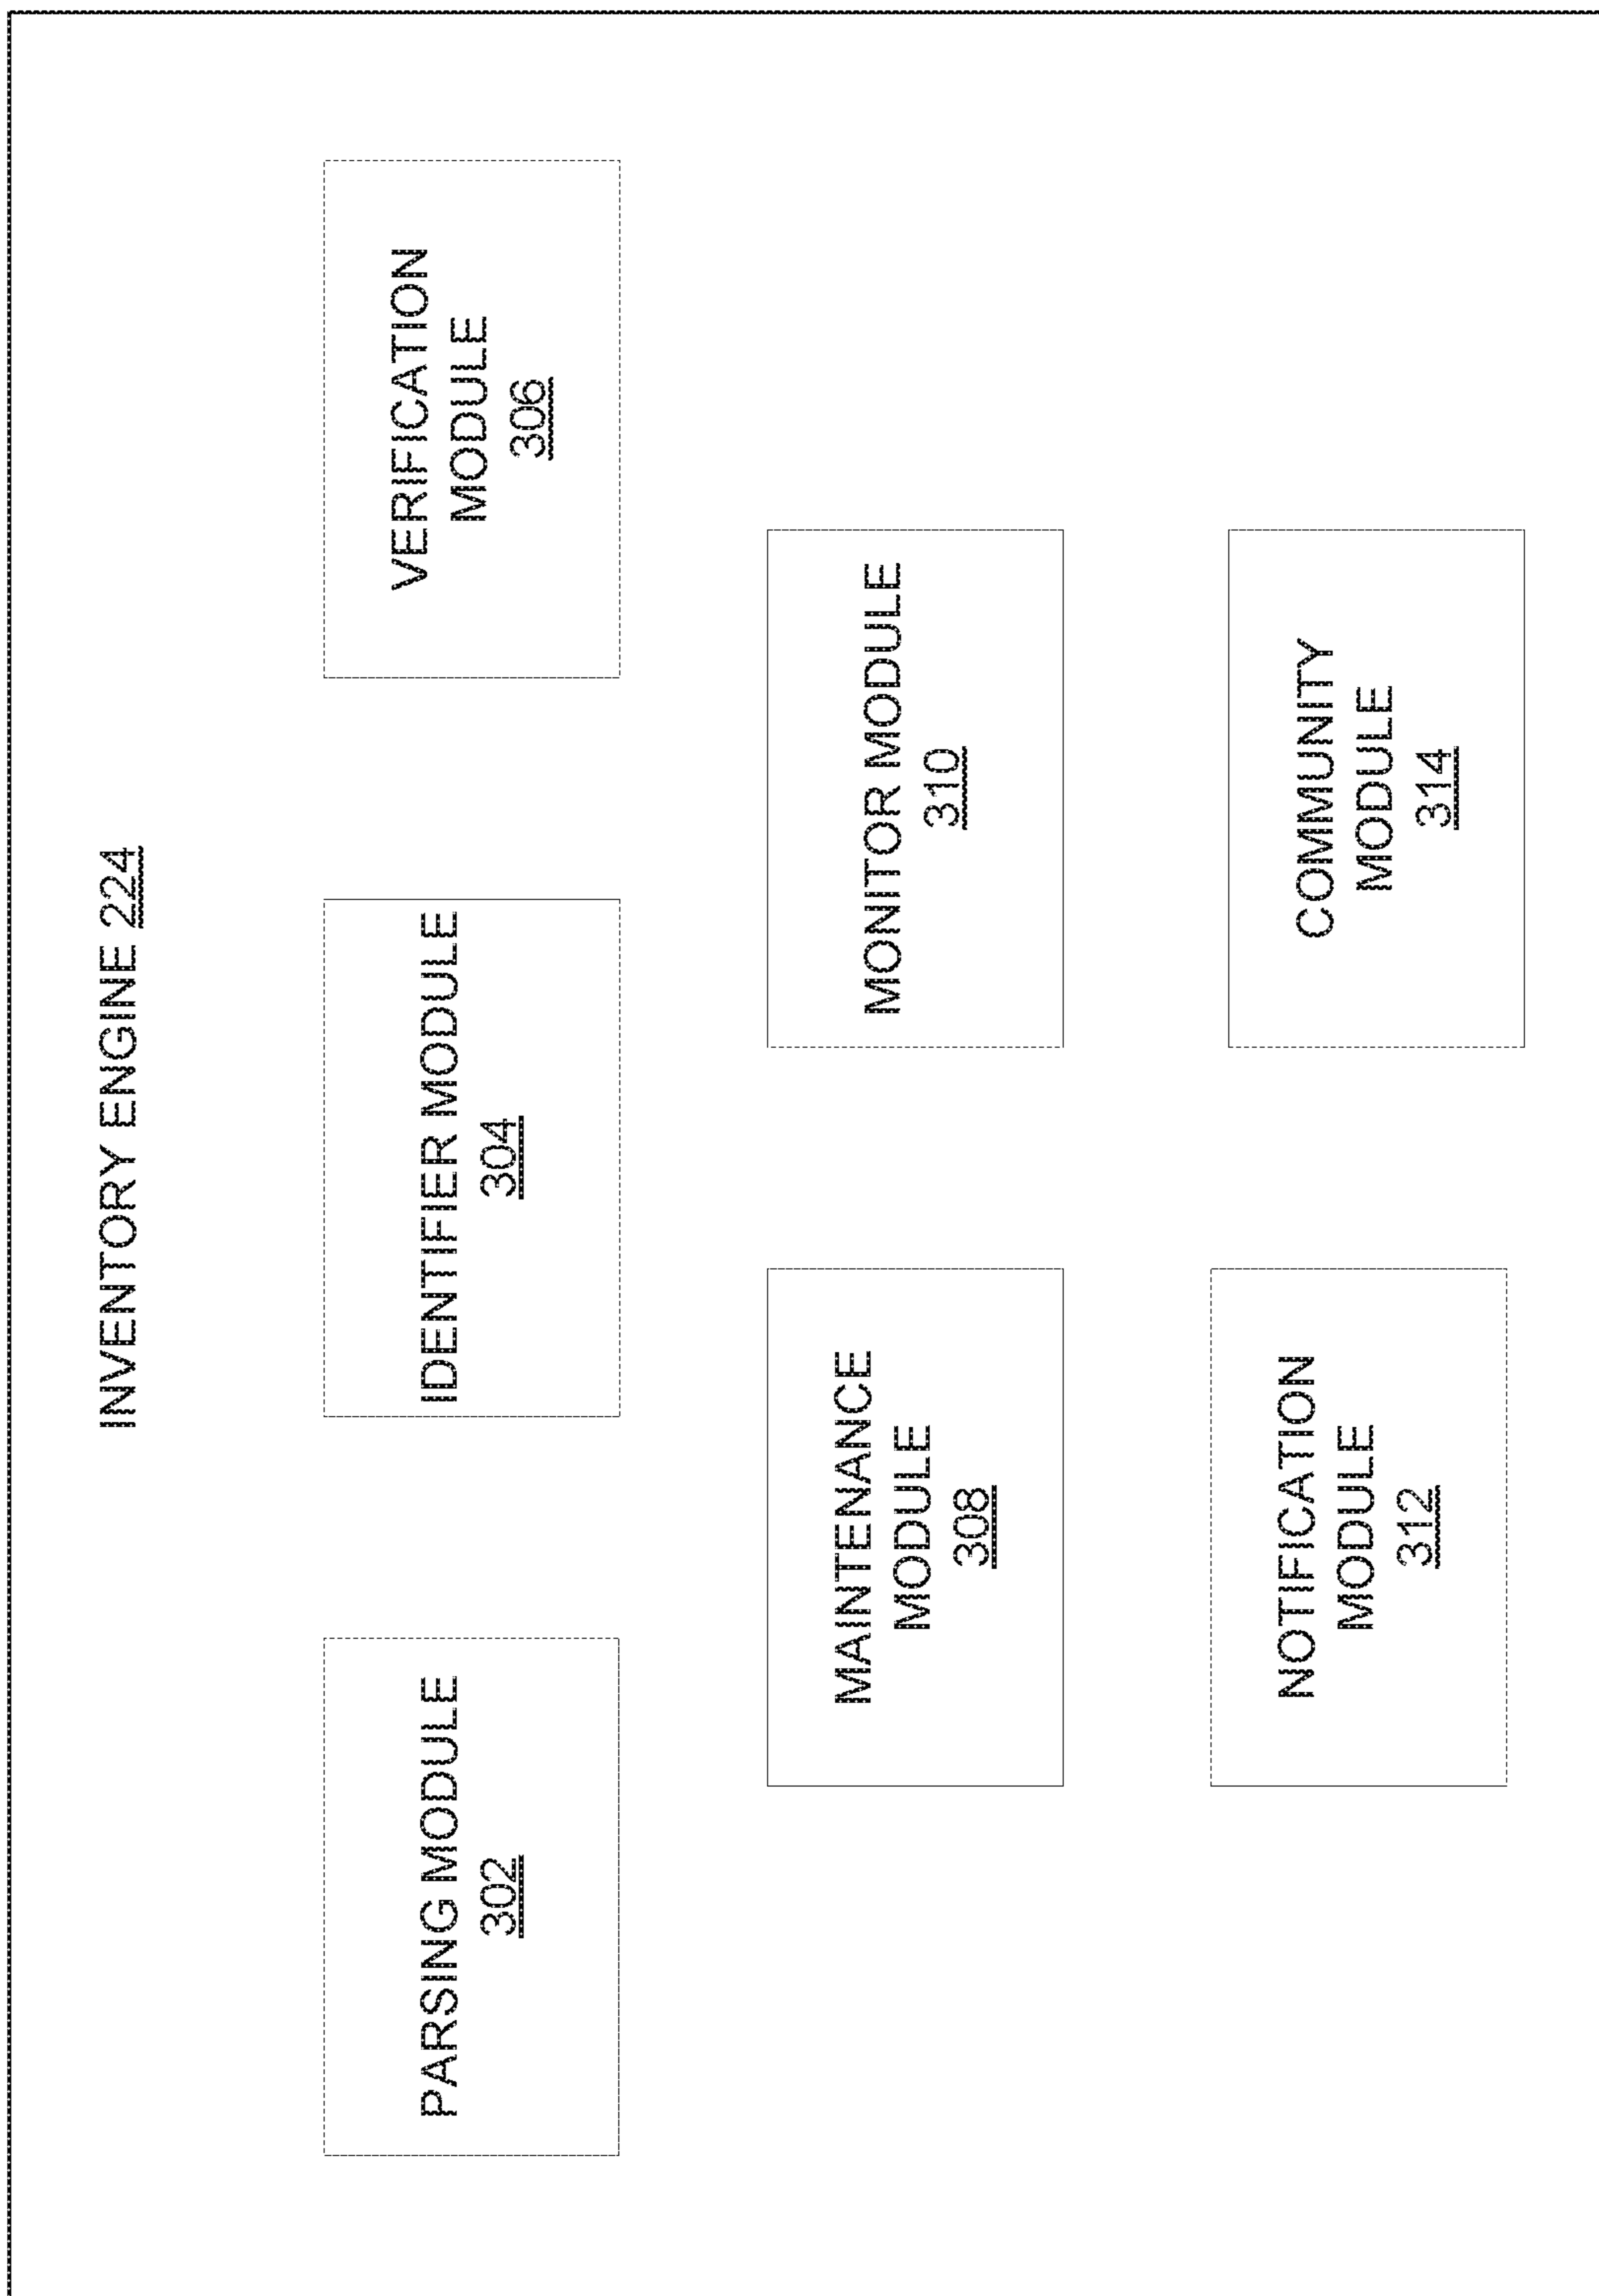 INVENTORY ENGINE 224
PARSING MODULE
302
IDENTIFIER MODULE
304
VERIFICATION
MODULE
306
MAINTENANCE
MODULE
308
MONITOR MODULE
310
NOTIFICATION
MODULE
312
COMMUNITY
MODULE
314